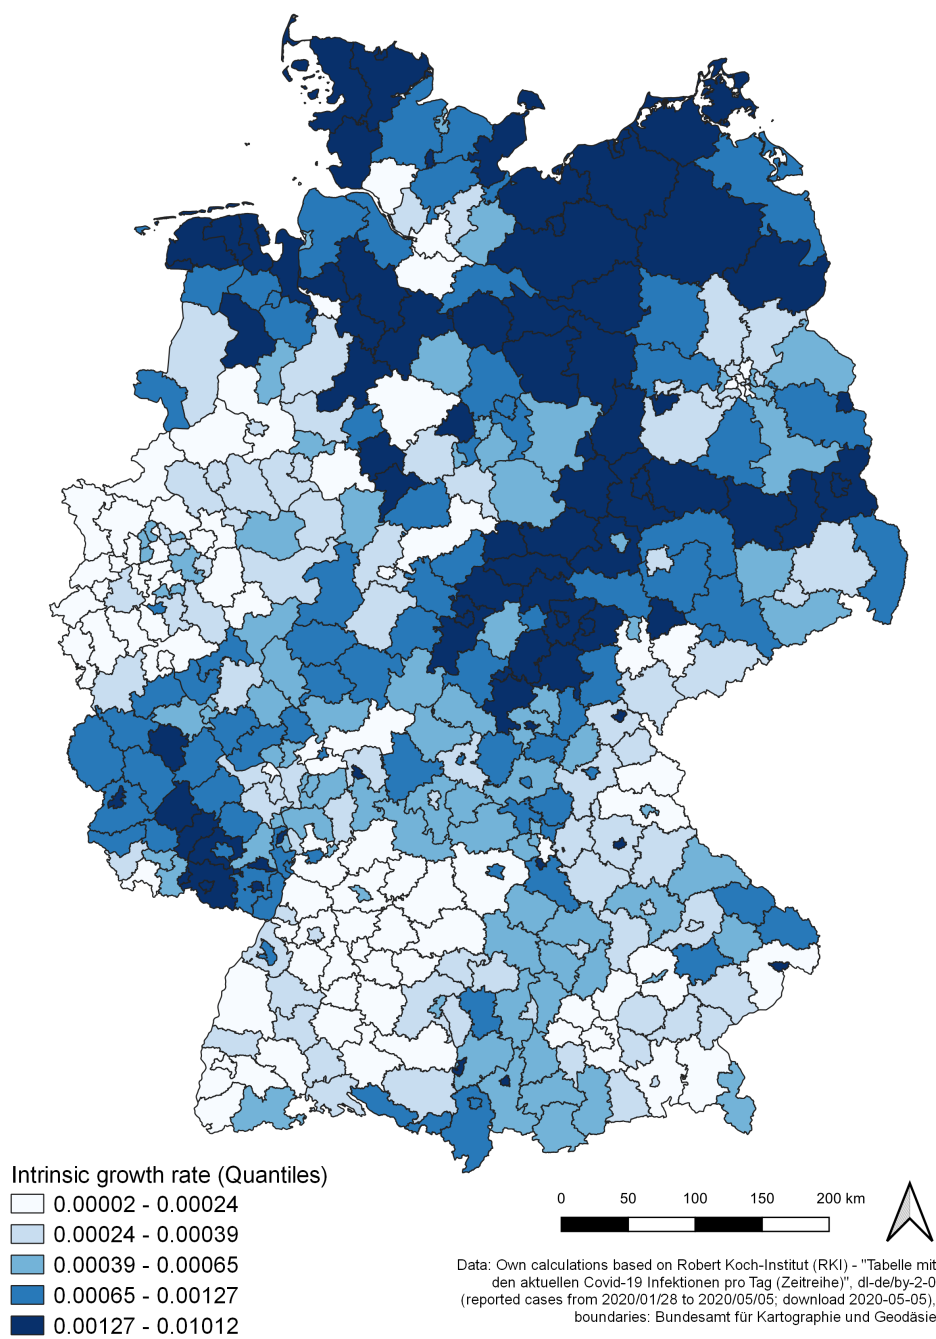 Intrinsic growth rate (Quantiles)
0.00002 - 0.00024
0.00024 - 0.00039
0.00039 - 0.00065
0.00065 - 0.00127
0.00127 - 0.01012
0 50 100 150 200 km
Data: Own calculations based on Robert Koch-Institut (RKI) - "Tabelle mit
den aktuellen Covid-19 Infektionen pro Tag (Zeitreihe)", dl-de/by-2-0
(reported cases from 2020/01/28 to 2020/05/05; download 2020-05-05),
boundaries: Bundesamt für Kartographie und Geodäsie